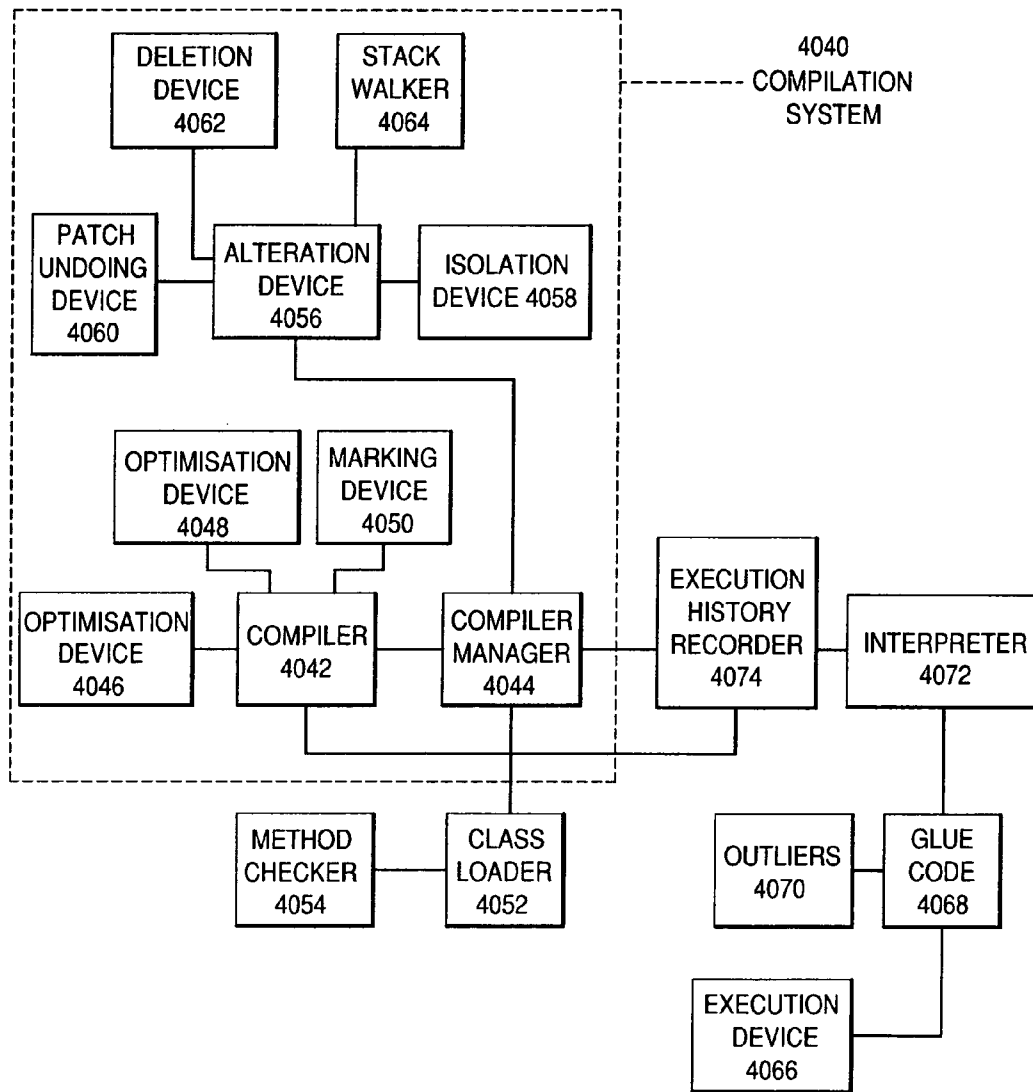 DELETION
DEVICE
4062
STACK
WALKER
4064
4040
COMPILATION
SYSTEM
PATCH
UNDOING
DEVICE
4060
ALTERATION
DEVICE
4056
ISOLATION
DEVICE 4058
OPTIMISATION
DEVICE
4048
MARKING
DEVICE
4050
OPTIMISATION
DEVICE
4046
COMPILER
4042
COMPILER
MANAGER
4044
EXECUTION
HISTORY
RECORDER
4074
INTERPRETER
4072
METHOD
CHECKER
4054
CLASS
LOADER
4052
OUTLIERS
4070
GLUE
CODE
4068
EXECUTION
DEVICE
4066